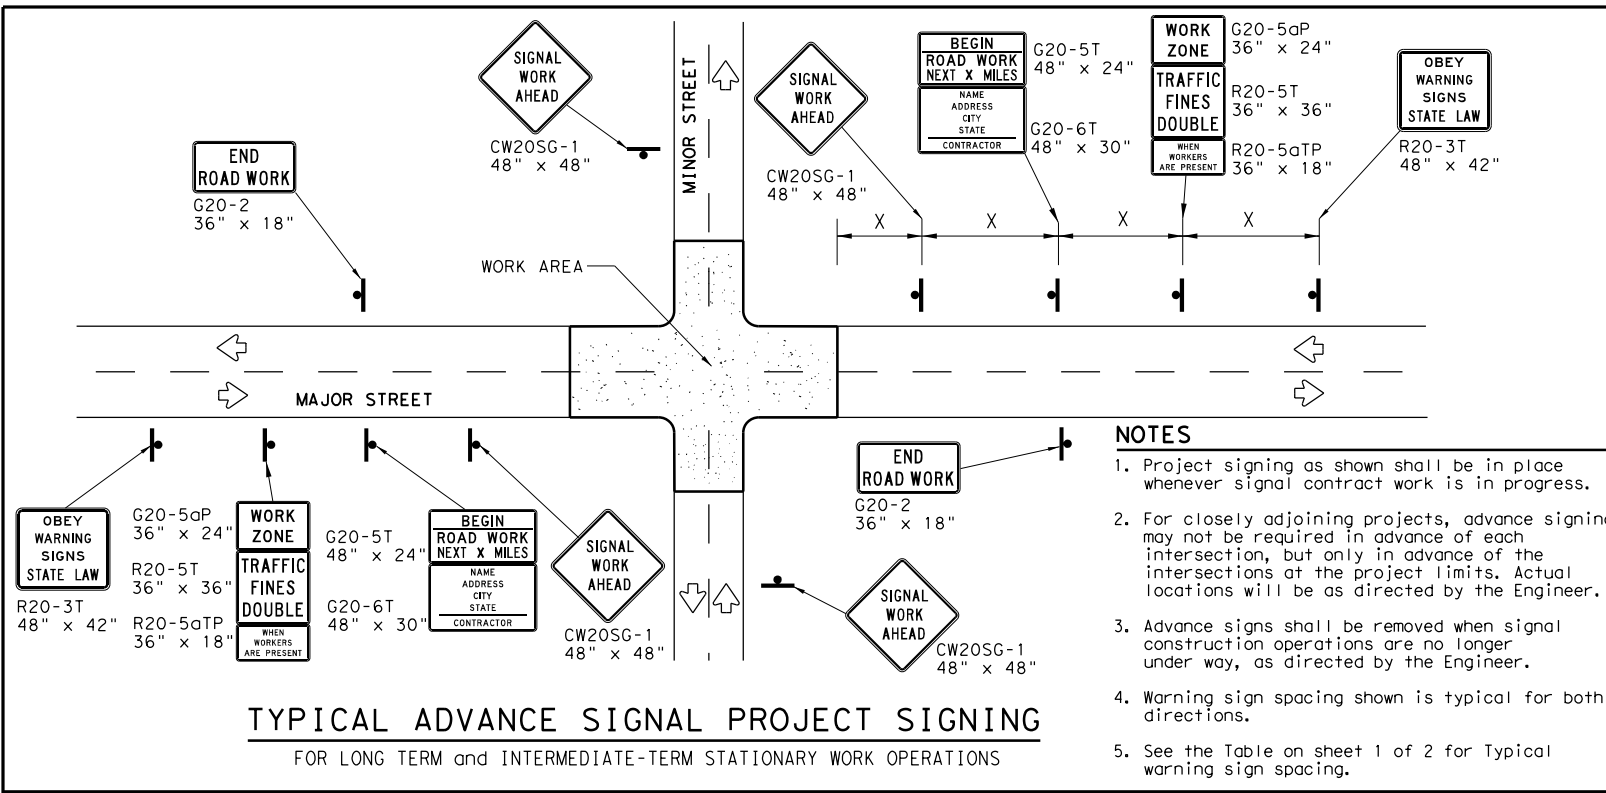 SIGNAL
WORK
AHEAD
CW20SG-1
48" x 48"
END
ROAD WORK
G20-2
36" x 18"
MINOR STREET
SIGNAL
WORK
AHEAD
CW20SG-1
48" x 48"
BEGIN
ROAD WORK
NEXT X MILES
NAME
ADDRESS
CITY
STATE
CONTRACTOR
G20-5T
48" x 24"
G20-6T
48" x 30"
WORK
ZONE
TRAFFIC
FINES
DOUBLE
WHEN
WORKERS
ARE PRESENT
G20-5aP
36" x 24"
R20-5T
36" x 36"
R20-5aTP
36" x 18"
OBEY
WARNING
SIGNS
STATE LAW
R20-3T
48" x 42"
X
X
X
X
WORK AREA
MAJOR STREET
OBEY
WARNING
SIGNS
STATE LAW
R20-3T
48" x 42"
G20-5aP
36" x 24"
R20-5T
36" x 36"
R20-5aTP
36" x 18"
WORK
ZONE
TRAFFIC
FINES
DOUBLE
WHEN
WORKERS
ARE PRESENT
G20-5T
48" x 24"
G20-6T
48" x 30"
BEGIN
ROAD WORK
NEXT X MILES
NAME
ADDRESS
CITY
STATE
CONTRACTOR
SIGNAL
WORK
AHEAD
CW20SG-1
48" x 48"
END
ROAD WORK
G20-2
36" x 18"
SIGNAL
WORK
AHEAD
CW20SG-1
48" x 48"
TYPICAL ADVANCE SIGNAL PROJECT SIGNING
FOR LONG TERM and INTERMEDIATE-TERM STATIONARY WORK OPERATIONS
NOTES
1. Project signing as shown shall be in place
whenever signal contract work is in progress.
2. For closely adjoining projects, advance signing
may not be required in advance of each
intersection, but only in advance of the
intersections at the project limits. Actual
locations will be as directed by the Engineer.
3. Advance signs shall be removed when signal
construction operations are no longer
under way, as directed by the Engineer.
4. Warning sign spacing shown is typical for both
directions.
5. See the Table on sheet 1 of 2 for Typical
warning sign spacing.